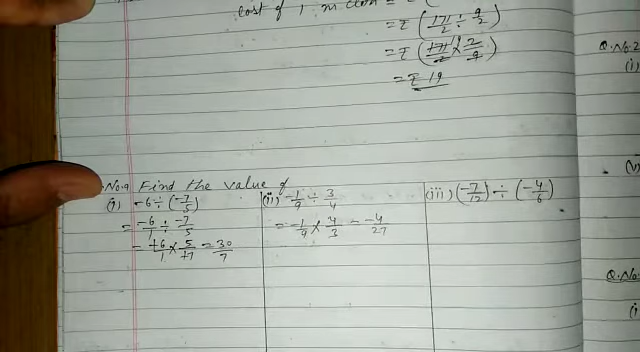 cost of 1 m cloth = ₹ (
= ₹ (171/2 ÷ 9/2)
= ₹ (171/2 × 2/9)
= ₹ 19
Q.No.2
(i)
.No.9 Find the value of
(i) -6 ÷ (-7/5)
= -6/1 ÷ -7/5
= -6/1 × 5/-7 = 30/7
(ii) -1/9 ÷ 3/4
= -1/9 × 4/3 = -4/27
(iii) (-7/12) ÷ (-4/6)
(v)
Q.No.
(i